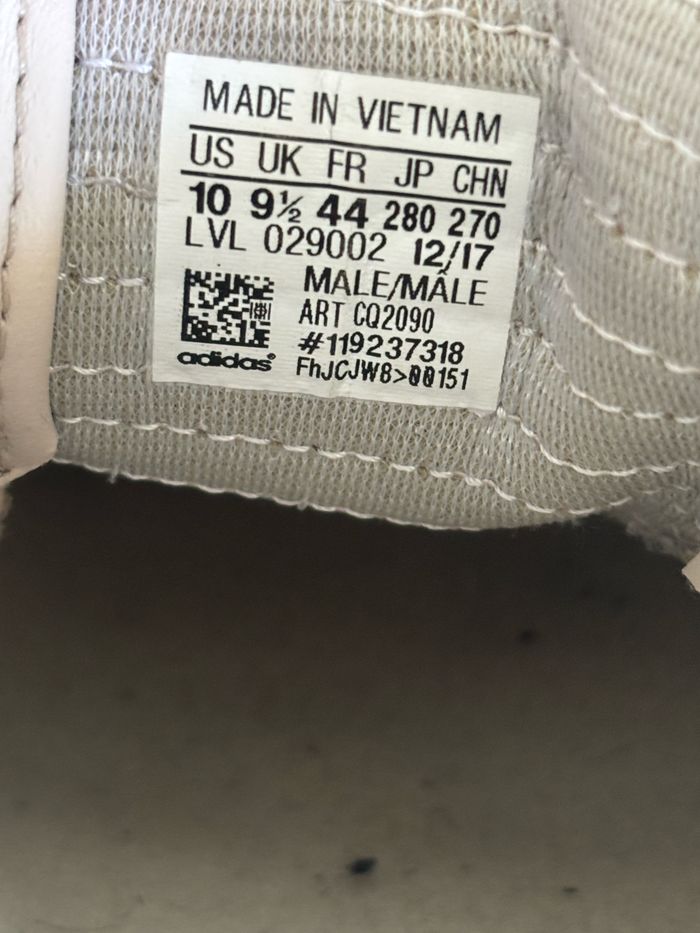 MADE IN VIETNAM
US UK FR JP CHN
10 9½ 44 280 270
LVL 029002 12/17
MALE/MÂLE
ART CQ2090
#119237318
adidas® FhJCJW8>00151